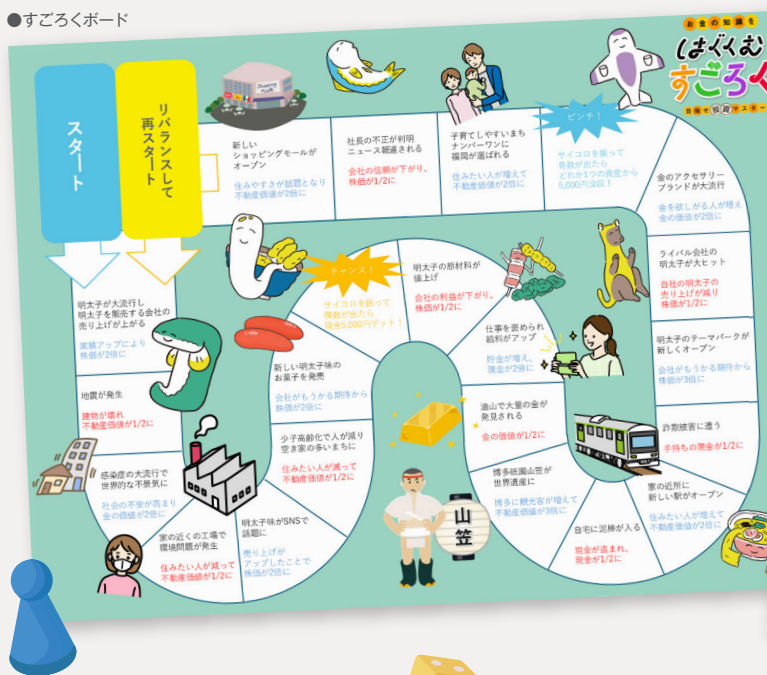 ●すごろくボード
お金の知識を
はぐくむ
すごろく
目指せ投資マスター
スタート
リバランスして
再スタート
明太子が大流行し
明太子を販売する会社の
売り上げが上がる
業績アップにより
株価が2倍に
地震が発生
建物が壊れ
不動産価値が1/2に
感染症の大流行で
世界的な不景気に
社会の不安が高まり
金の価値が2倍に
家の近くの工場で
環境問題が発生
住みたい人が減って
不動産価値が1/2に
明太子味がSNSで
話題に
売り上げが
アップしたことで
株価が2倍に
少子高齢化で人が減り
空き家の多いまちに
住みたい人が減って
不動産価値が1/2に
新しい明太子味の
お菓子を発売
会社がもうかる期待から
株価が2倍に
チャンス！
サイコロを振って
偶数が出たら
現金5,000円ゲット！
明太子の原材料が
値上げ
会社の利益が下がり、
株価が1/2に
仕事を褒められ
給料がアップ
貯金が増え、
現金が2倍に
油山で大量の金が
発見される
金の価値が1/2に
博多祇園山笠が
世界遺産に
博多に観光客が増えて
不動産価値が3倍に
自宅に泥棒が入る
現金が盗まれ、
現金が1/2に
家の近所に
新しい駅がオープン
住みたい人が増えて
不動産価値が2倍に
詐欺被害に遭う
手持ちの現金が1/2に
明太子のテーマパークが
新しくオープン
会社がもうかる期待から
株価が3倍に
ライバル会社の
明太子が大ヒット
自社の明太子の
売り上げが減り
株価が1/2に
金のアクセサリー
ブランドが大流行
金を欲しがる人が増え
金の価値が2倍に
ピンチ！
サイコロを振って
奇数が出たら
どれか1つの資産から
5,000円没収！
子育てしやすいまち
ナンバーワンに
福岡が選ばれる
住みたい人が増えて
不動産価値が2倍に
社長の不正が判明
ニュース報道される
会社の信頼が下がり、
株価が1/2に
新しい
ショッピングモールが
オープン
住みやすさが話題となり
不動産価値が2倍に
山笠